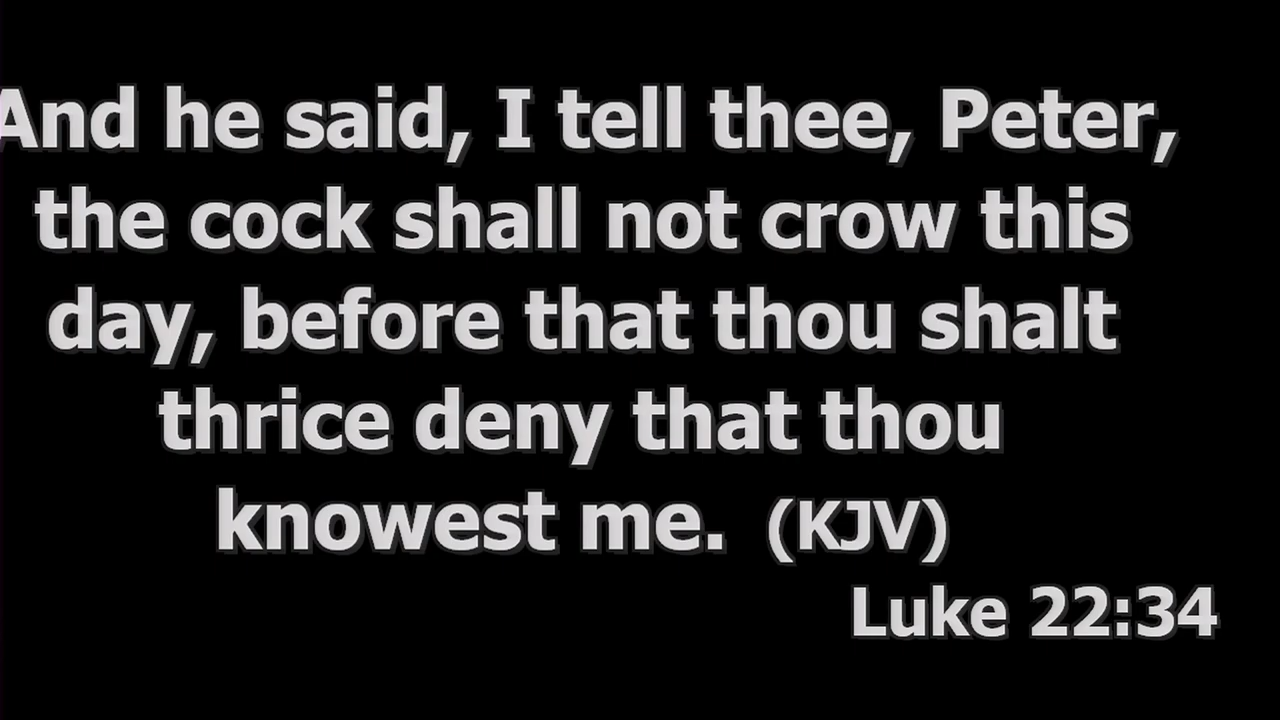 And he said, I tell thee, Peter,
the cock shall not crow this
day, before that thou shalt
thrice deny that thou
knowest me. (KJV)
Luke 22:34